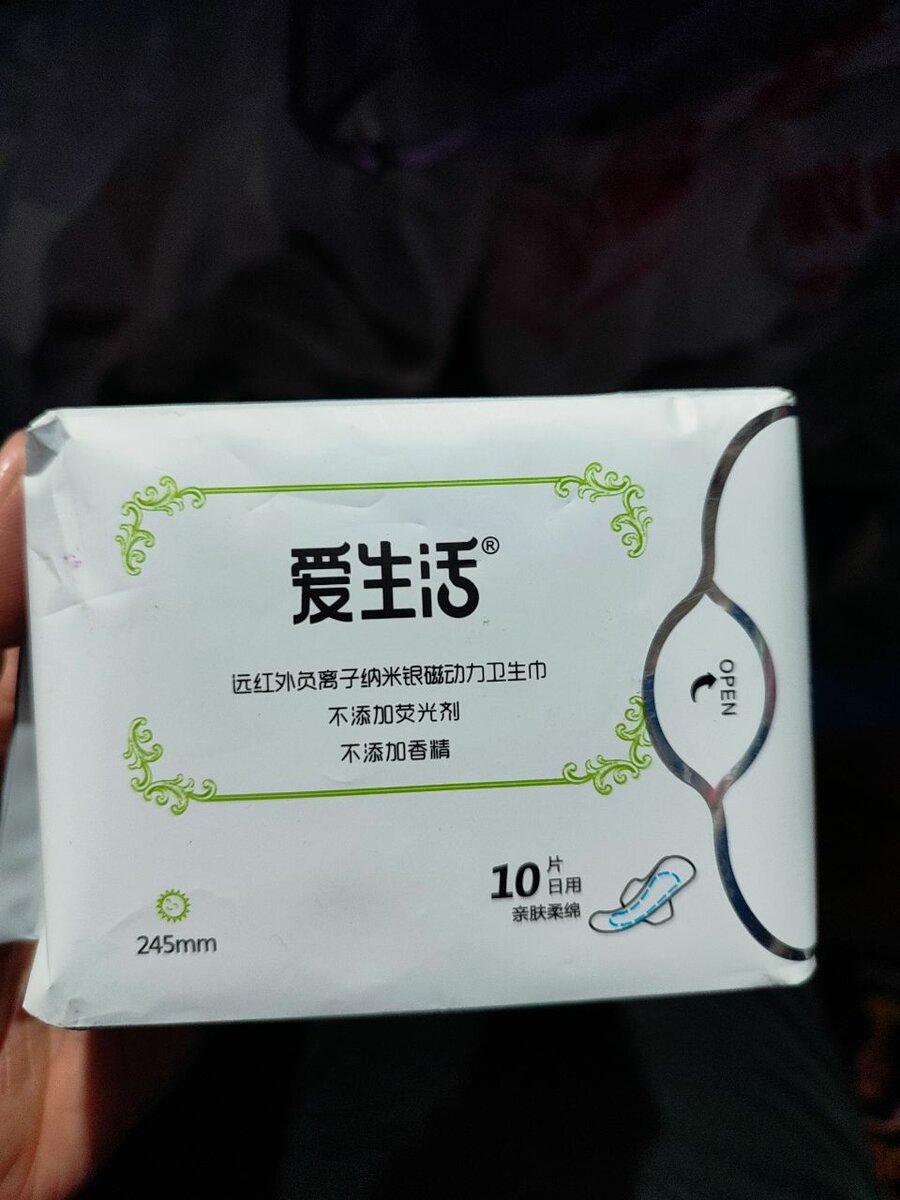 爱生活®
远红外负离子纳米银磁动力卫生巾
不添加荧光剂
不添加香精
OPEN
10片
日用
亲肤柔绵
245mm